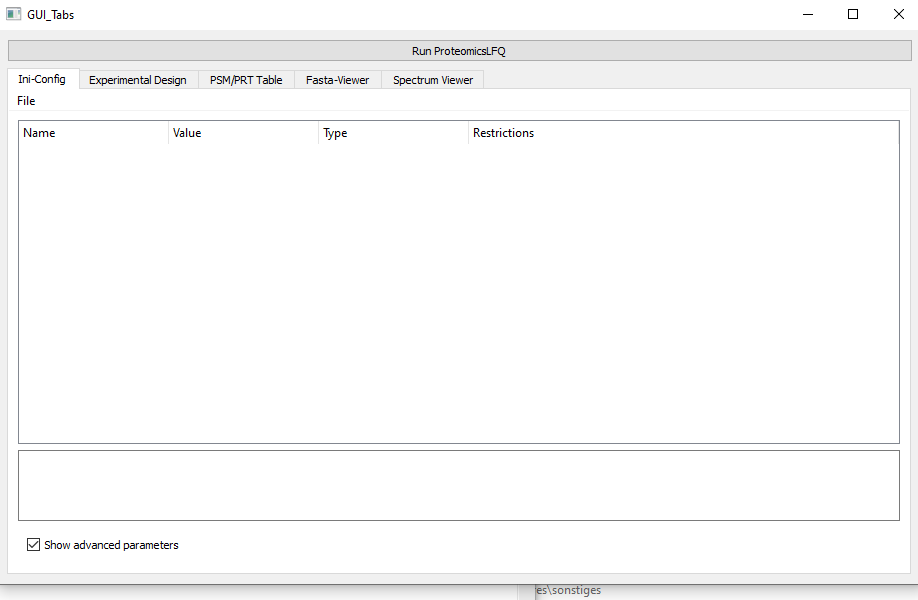 GUI_Tabs
Run ProteomicsLFQ
Ini-Config Experimental Design PSM/PRT Table Fasta-Viewer Spectrum Viewer
File
Name Value Type Restrictions
Show advanced parameters
es\sonstiges